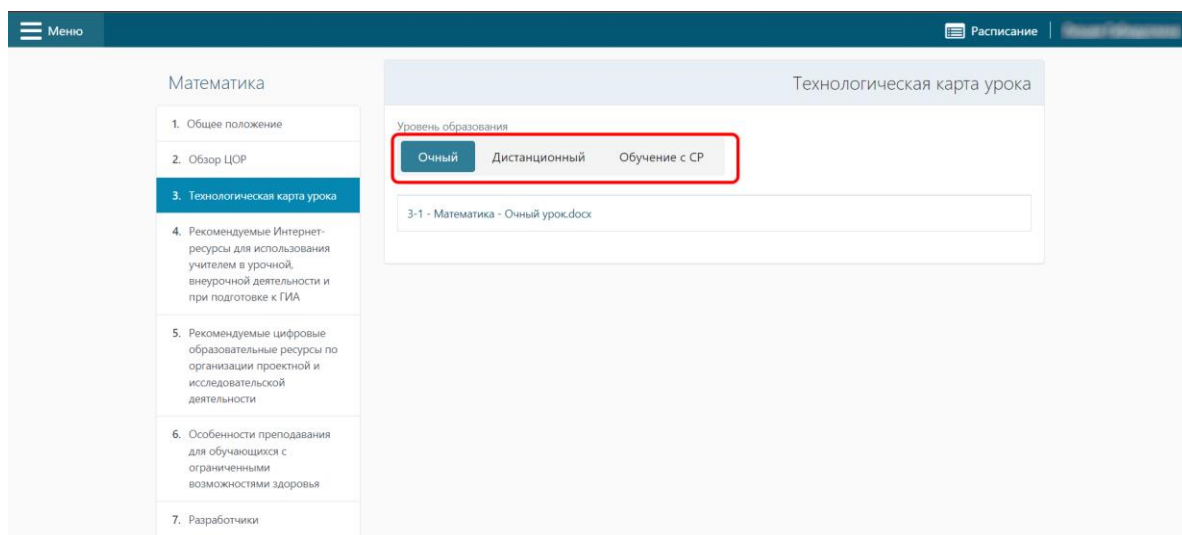 Меню
Расписание
Математика
1. Общее положение
2. Обзор ЦОР
3. Технологическая карта урока
4. Рекомендуемые Интернет-
ресурсы для использования
учителем в урочной,
внеурочной деятельности и
при подготовке к ГИА
5. Рекомендуемые цифровые
образовательные ресурсы по
организации проектной и
исследовательской
деятельности
6. Особенности преподавания
для обучающихся с
ограниченными
возможностями здоровья
7. Разработчики
Технологическая карта урока
Уровень образования
Очный Дистанционный Обучение с СР
3-1 - Математика - Очный урок.docx